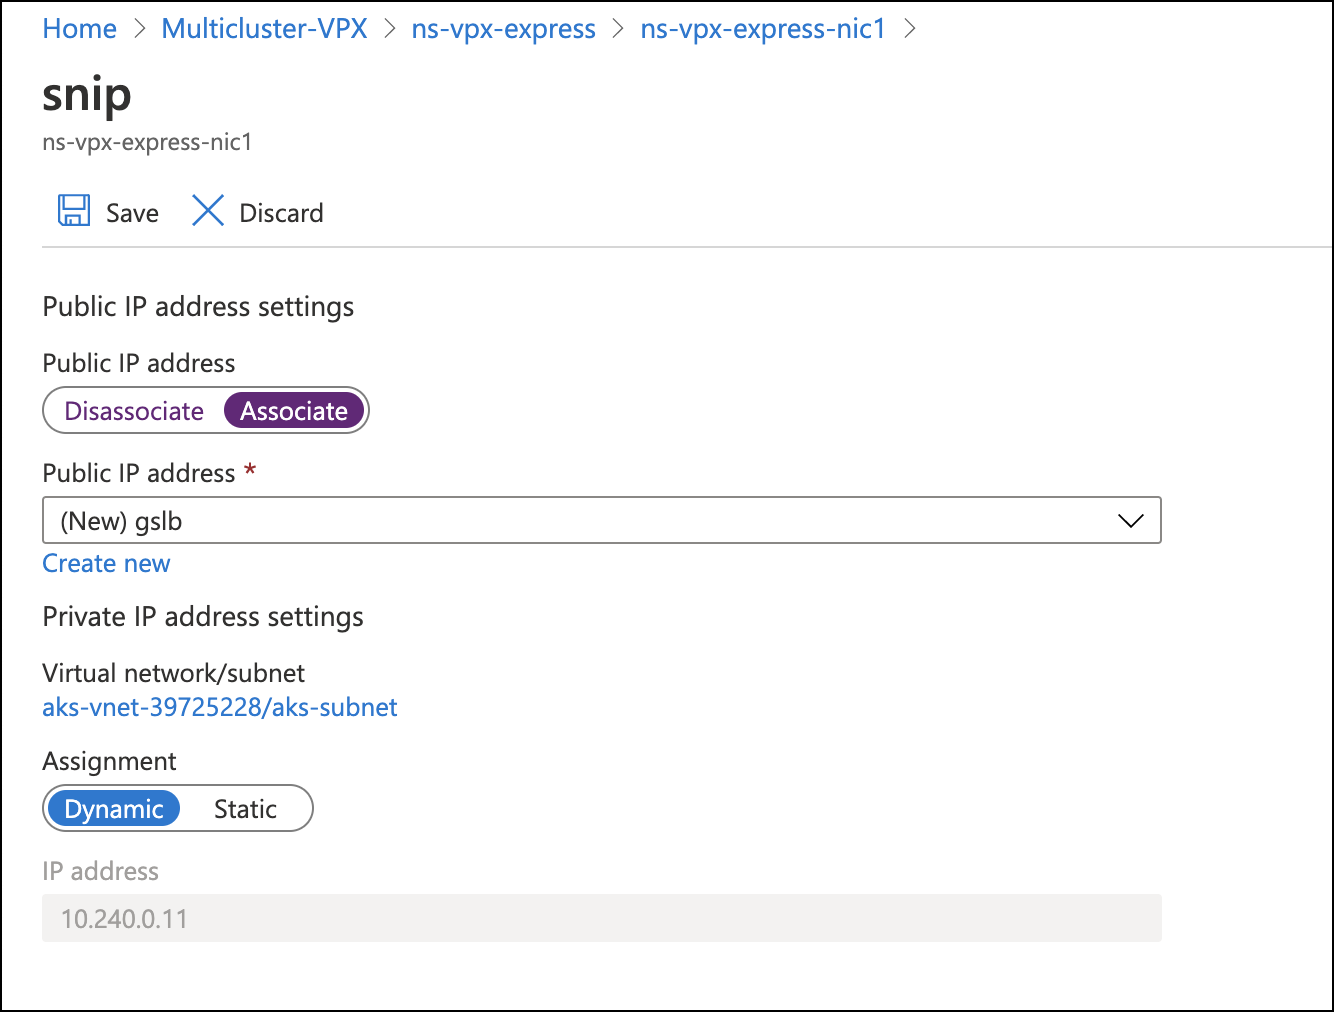 Home > Multicluster-VPX > ns-vpx-express > ns-vpx-express-nic1 >
snip
ns-vpx-express-nic1
Save Discard
Public IP address settings
Public IP address
Disassociate Associate
Public IP address *
(New) gslb
Create new
Private IP address settings
Virtual network/subnet
aks-vnet-39725228/aks-subnet
Assignment
Dynamic Static
IP address
10.240.0.11